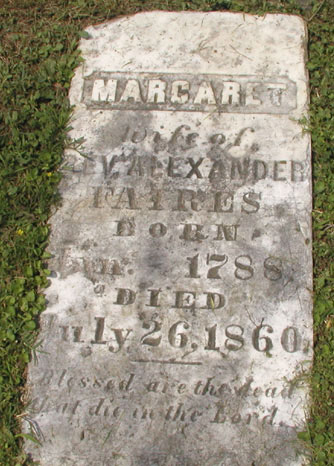 MARGARET
Wife of
REV. ALEXANDER
FAIRES
BORN
1788
DIED
July 26, 1860.
Blessed are the dead
that die in the Lord.